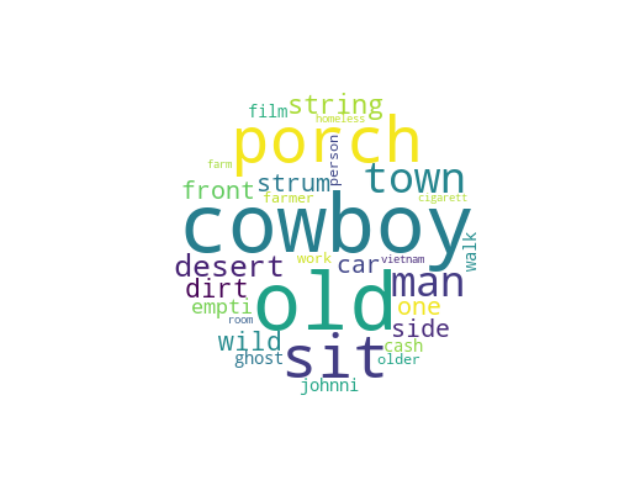 film string
homeless
porch
farm
person
town
front strum
farmer
cigarett
cowboy
walk
desert
work
car
vietnam
man
dirt
old
empti
one
room
side
wild
sit
cash
ghost
older
johnni